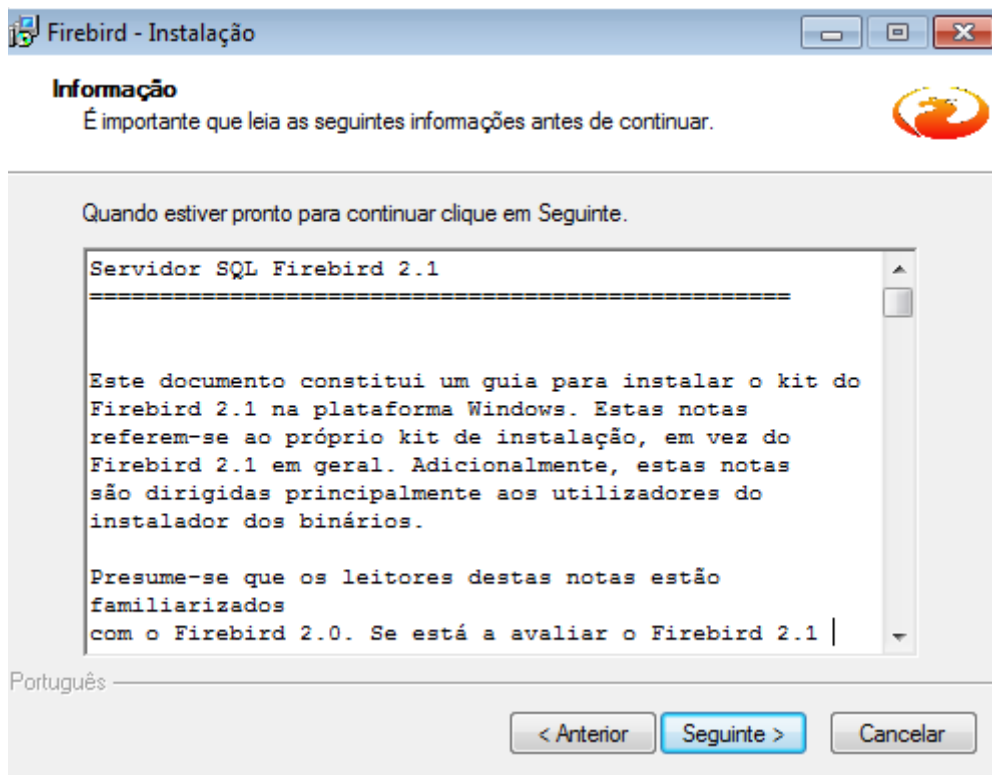 Firebird - Instalação
Informação
É importante que leia as seguintes informações antes de continuar.
Quando estiver pronto para continuar clique em Seguinte.
Servidor SQL Firebird 2.1
==================================================
Este documento constitui um guia para instalar o kit do
Firebird 2.1 na plataforma Windows. Estas notas
referem-se ao próprio kit de instalação, em vez do
Firebird 2.1 em geral. Adicionalmente, estas notas
são dirigidas principalmente aos utilizadores do
instalador dos binários.
Presume-se que os leitores destas notas estão
familiarizados
com o Firebird 2.0. Se está a avaliar o Firebird 2.1
Português
< Anterior
Seguinte >
Cancelar